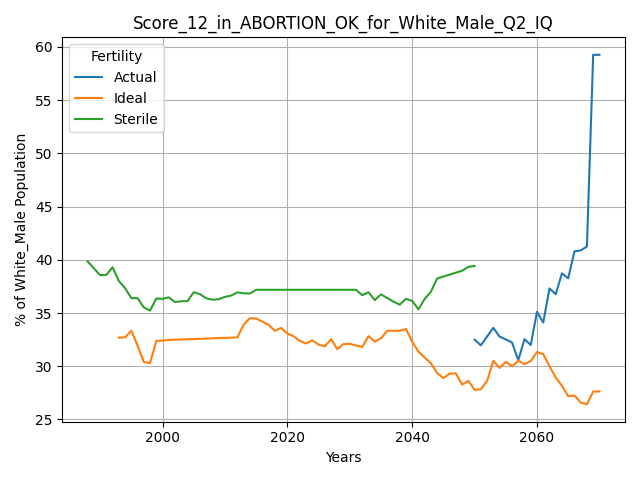 Score_12_in_ABORTION_OK_for_White_Male_Q2_IQ
Fertility
Actual
Ideal
Sterile
% of White_Male Population
60
55
50
45
40
35
30
25
2000
2020
2040
2060
Years